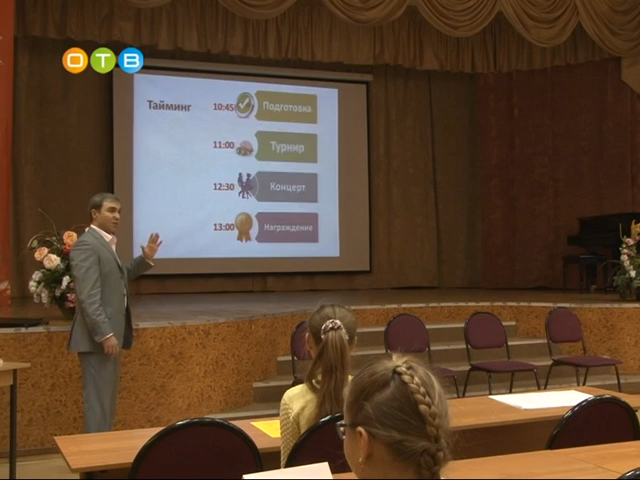 ОТВ
Тайминг
10:45
Подготовка
11:00
Турнир
12:30
Концерт
13:00
Награждение